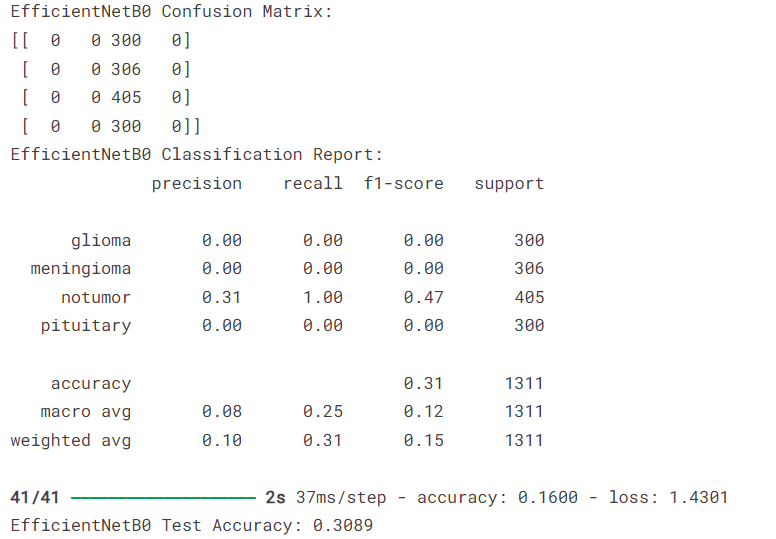 EfficientNetB0 Confusion Matrix:
[[  0   0 300   0]
 [  0   0 306   0]
 [  0   0 405   0]
 [  0   0 300   0]]
EfficientNetB0 Classification Report:
              precision    recall  f1-score   support
      glioma       0.00      0.00      0.00       300
  meningioma       0.00      0.00      0.00       306
     notumor       0.31      1.00      0.47       405
   pituitary       0.00      0.00      0.00       300
    accuracy                           0.31      1311
   macro avg       0.08      0.25      0.12      1311
weighted avg       0.10      0.31      0.15      1311
41/41 ━━━━━━━━━━━━━━━━━━━━ 2s 37ms/step - accuracy: 0.1600 - loss: 1.4301
EfficientNetB0 Test Accuracy: 0.3089